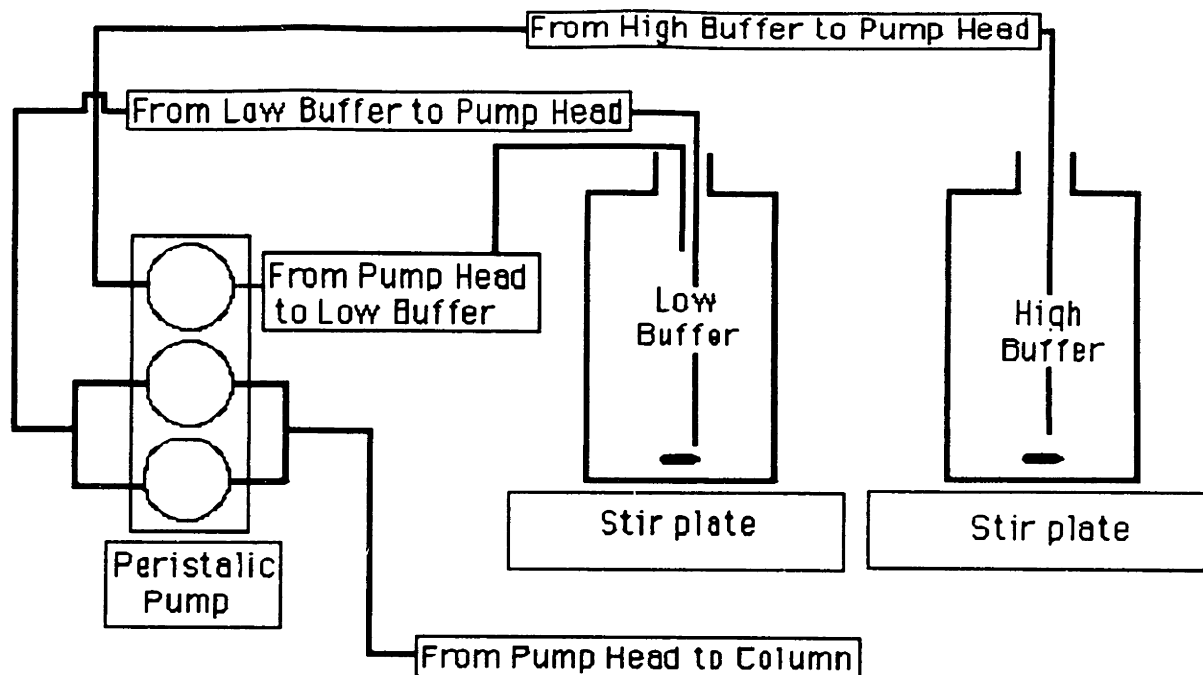 From High Buffer to Pump Head
From Low Buffer to Pump Head
From Pump Head
to Low Buffer
Low
Buffer
High
Buffer
Stir plate
Stir plate
Peristalic
Pump
From Pump Head to Column